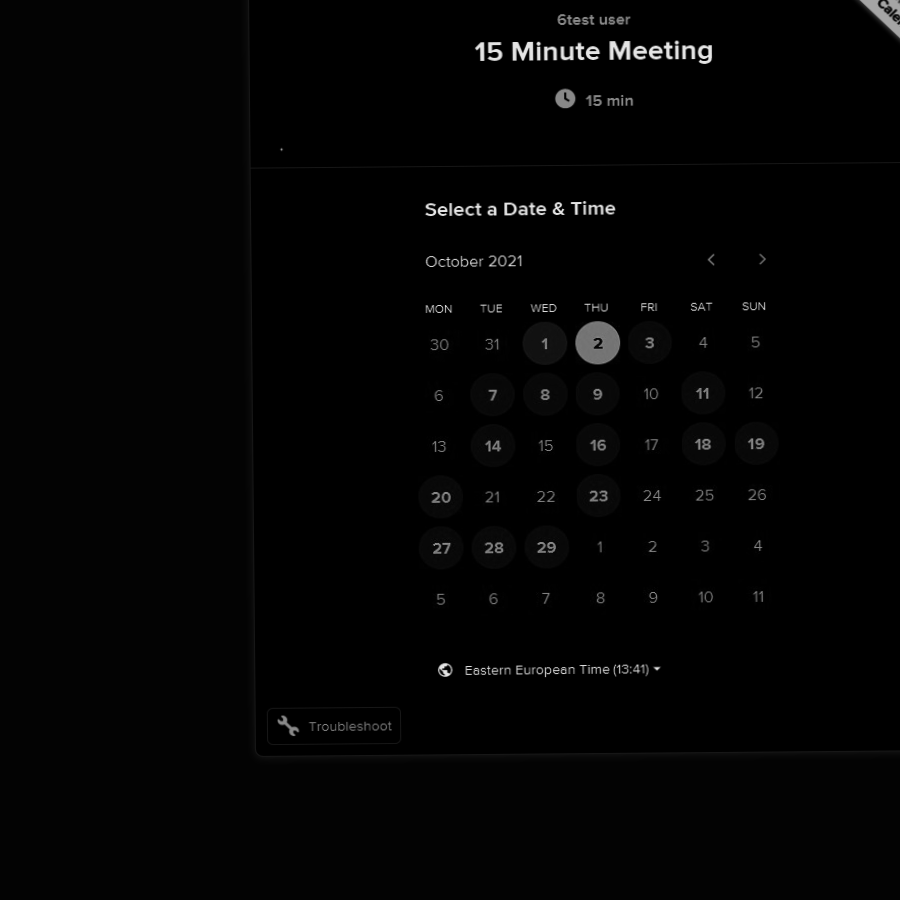 6test user
15 Minute Meeting
15 min
Select a Date & Time
October 2021
MON TUE WED THU FRI SAT SUN
30 31 1 2 3 4 5
6 7 8 9 10 11 12
13 14 15 16 17 18 19
20 21 22 23 24 25 26
27 28 29 1 2 3 4
5 6 7 8 9 10 11
Eastern European Time (13:41)
Troubleshoot